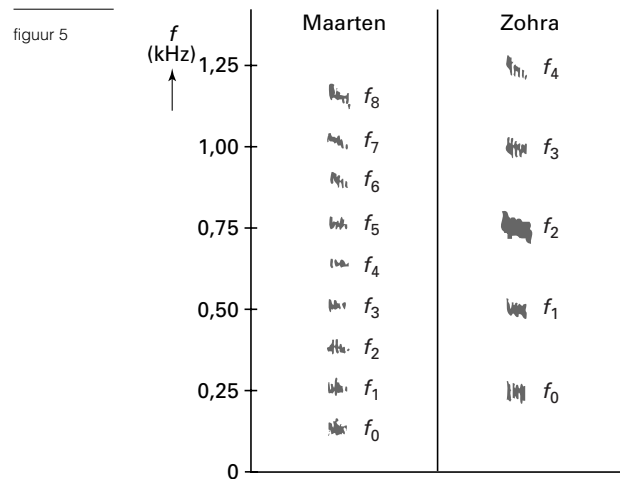 figuur 5
f
(kHz)
Maarten
Zohra
1,25
1,00
0,75
0,50
0,25
0
f₈
f₇
f₆
f₅
f₄
f₃
f₂
f₁
f₀
f₄
f₃
f₂
f₁
f₀